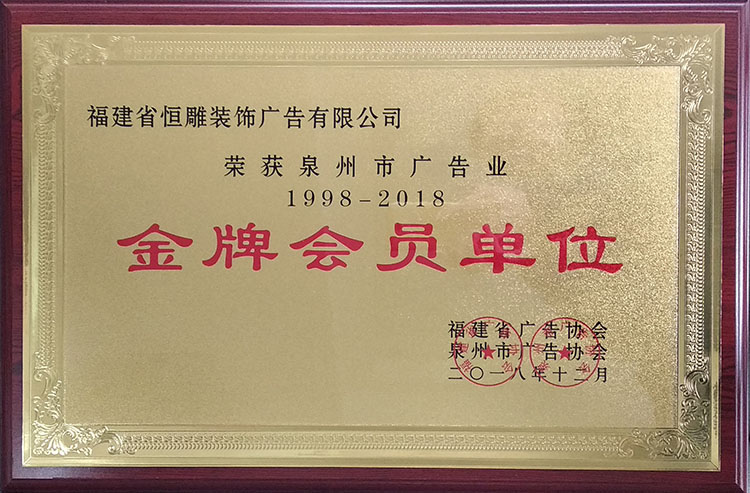 福建省恒雕装饰广告有限公司
荣获泉州市广告业
1998-2018
金牌会员单位
福建省广告协会
泉州市广告协会
二〇一八年十二月